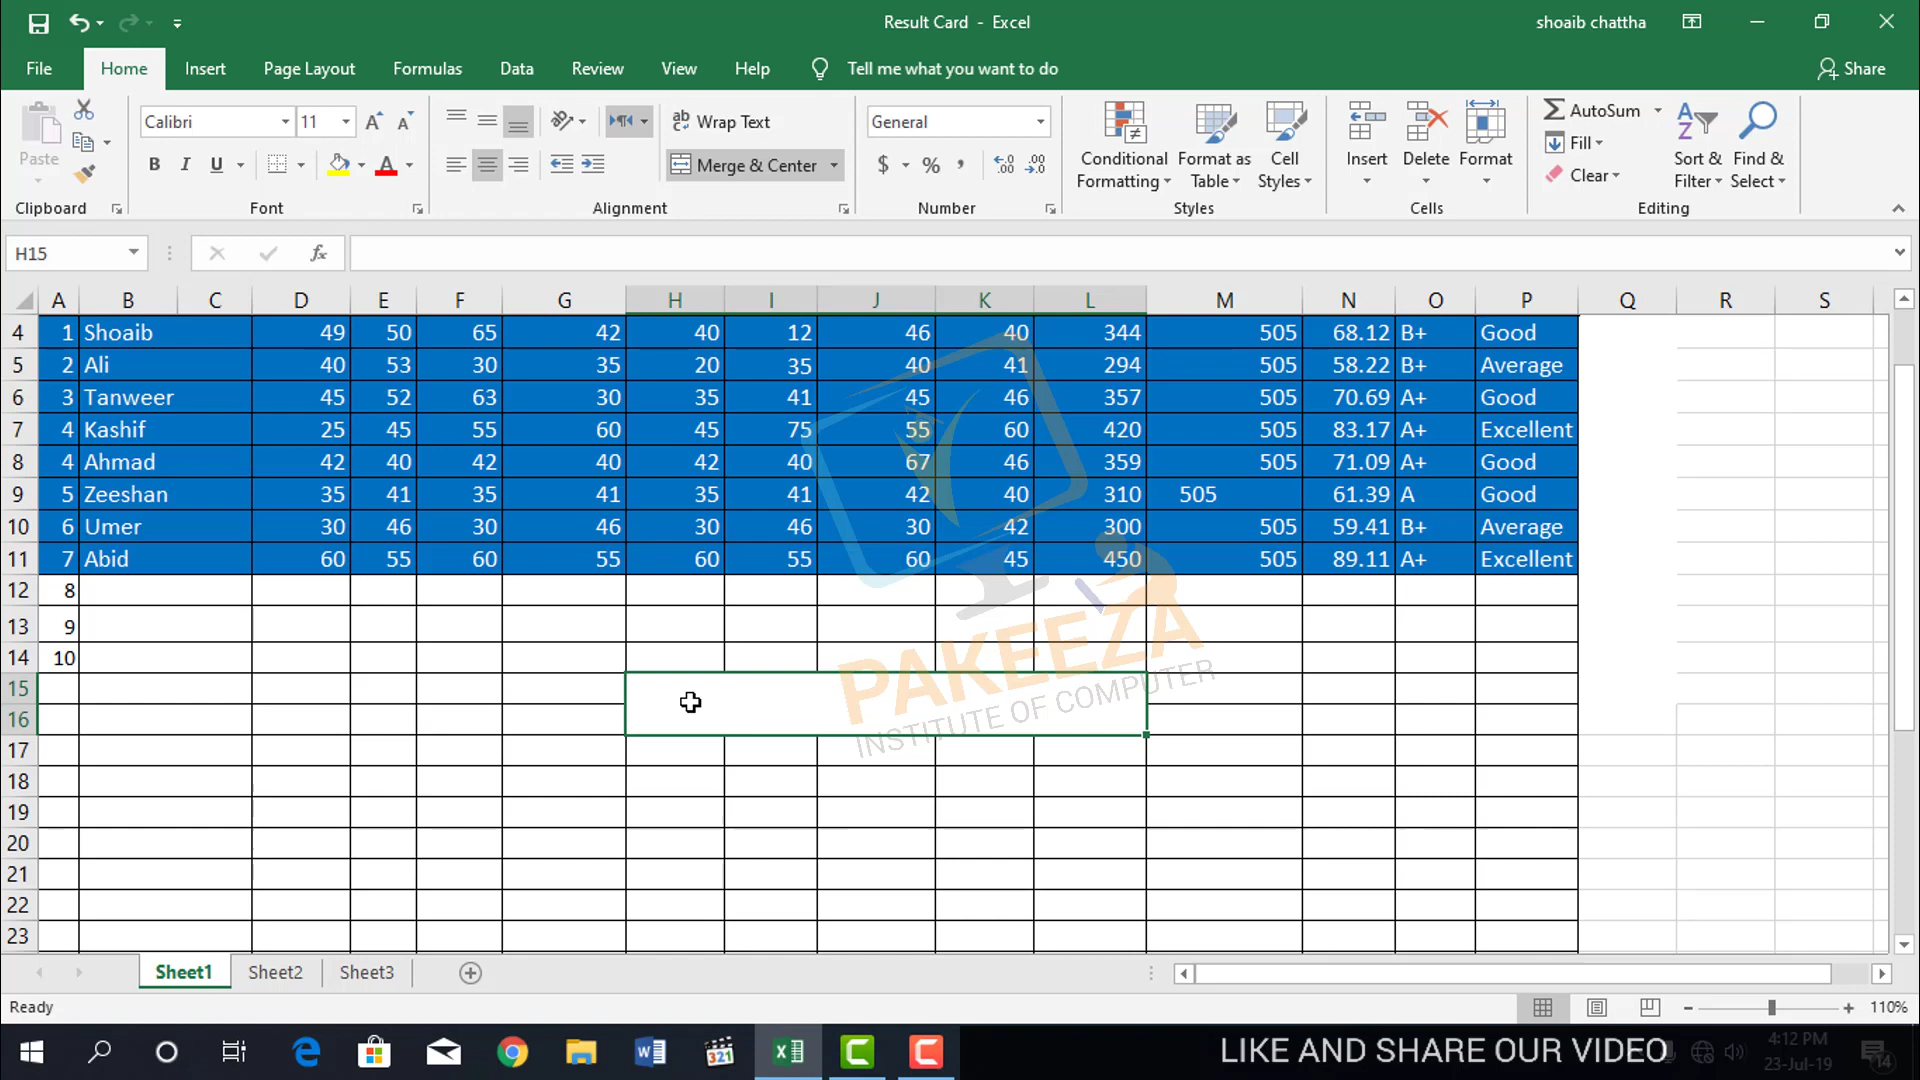 Result Card - Excel
shoaib chattha
File Home Insert Page Layout Formulas Data Review View Help Tell me what you want to do Share
Paste
Calibri 11
Wrap Text
General
Merge & Center
Conditional Formatting
Format as Table
Cell Styles
Insert
Delete
Format
AutoSum
Fill
Clear
Sort & Filter
Find & Select
Clipboard Font Alignment Number Styles Cells Editing
H15
fx
A B C D E F G H I J K L M N O P Q R S
4 1 Shoaib 49 50 65 42 40 12 46 40 344 505 68.12 B+ Good
5 2 Ali 40 53 30 35 20 35 40 41 294 505 58.22 B+ Average
6 3 Tanweer 45 52 63 30 35 41 45 46 357 505 70.69 A+ Good
7 4 Kashif 25 45 55 60 45 75 55 60 420 505 83.17 A+ Excellent
8 4 Ahmad 42 40 42 40 42 40 67 46 359 505 71.09 A+ Good
9 5 Zeeshan 35 41 35 41 35 41 42 40 310 505 61.39 A Good
10 6 Umer 30 46 30 46 30 46 30 42 300 505 59.41 B+ Average
11 7 Abid 60 55 60 55 60 55 60 45 450 505 89.11 A+ Excellent
12 8
13 9
14 10
15
16
17
18
19
20
21
22
23
PAKEEZA
INSTITUTE OF COMPUTER
Sheet1 Sheet2 Sheet3
Ready
110%
LIKE AND SHARE OUR VIDEO
4:12 PM
23-Jul-19
14